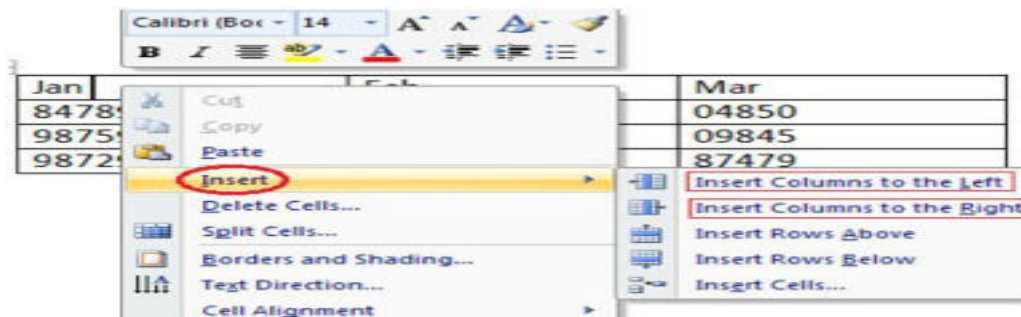 Calibri (Boc 14 A A A
B I ab A
Jan Feb Mar
8478 04850
9875 09845
9872 87479
Cut
Copy
Paste
Insert
Delete Cells...
Split Cells...
Borders and Shading...
Text Direction...
Cell Alignment
Insert Columns to the Left
Insert Columns to the Right
Insert Rows Above
Insert Rows Below
Insert Cells...